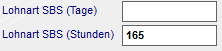 Lohnart SBS (Tage)
Lohnart SBS (Stunden) 165